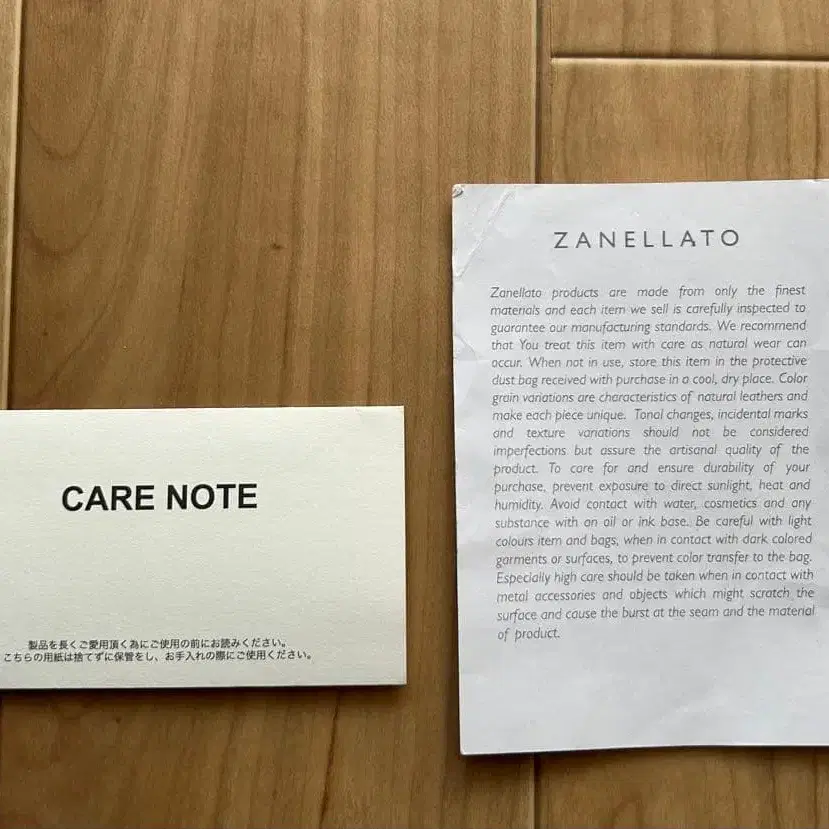 CARE NOTE
製品を長くご愛用頂く為にご使用の前にお読みください。
こちらの用紙は捨てずに保管をし、お手入れの際にご使用ください。
ZANELLATO
Zanellato products are made from only the finest
materials and each item we sell is carefully inspected to
guarantee our manufacturing standards. We recommend
that You treat this item with care as natural wear can
occur. When not in use, store this item in the protective
dust bag received with purchase in a cool, dry place. Color
grain variations are characteristics of natural leathers and
make each piece unique. Tonal changes, incidental marks
and texture variations should not be considered
imperfections but assure the artisanal quality of the
product. To care for and ensure durability of your
purchase, prevent exposure to direct sunlight, heat and
humidity. Avoid contact with water, cosmetics and any
substance with an oil or ink base. Be careful with light
colours item and bags, when in contact with dark colored
garments or surfaces, to prevent color transfer to the bag.
Especially high care should be taken when in contact with
metal accessories and objects which might scratch the
surface and cause the burst at the seam and the material
of product.